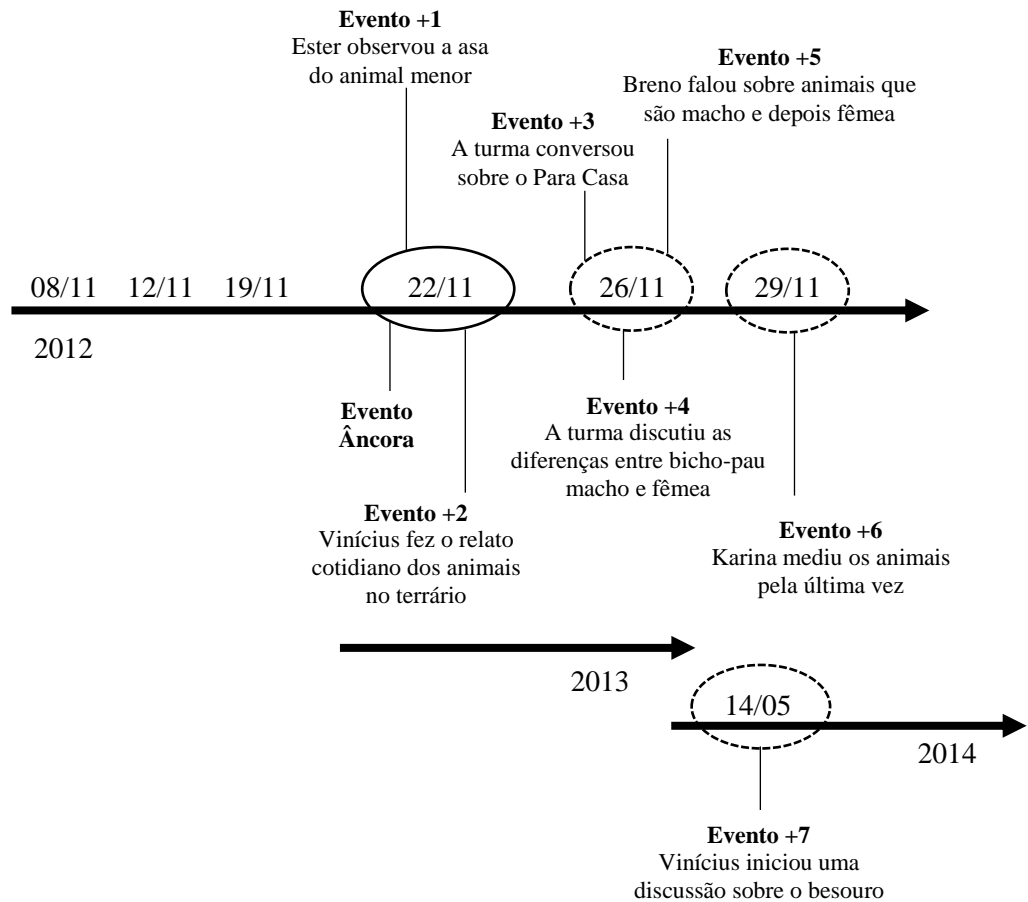 Evento +1
Ester observou a asa
do animal menor
Evento +5
Breno falou sobre animais que
são macho e depois fêmea
Evento +3
A turma conversou
sobre o Para Casa
08/11
12/11
19/11
22/11
26/11
29/11
2012
Evento
Âncora
Evento +4
A turma discutiu as
diferenças entre bicho-pau
macho e fêmea
Evento +2
Vinícius fez o relato
cotidiano dos animais
no terrário
Evento +6
Karina mediu os animais
pela última vez
2013
14/05
2014
Evento +7
Vinícius iniciou uma
discussão sobre o besouro